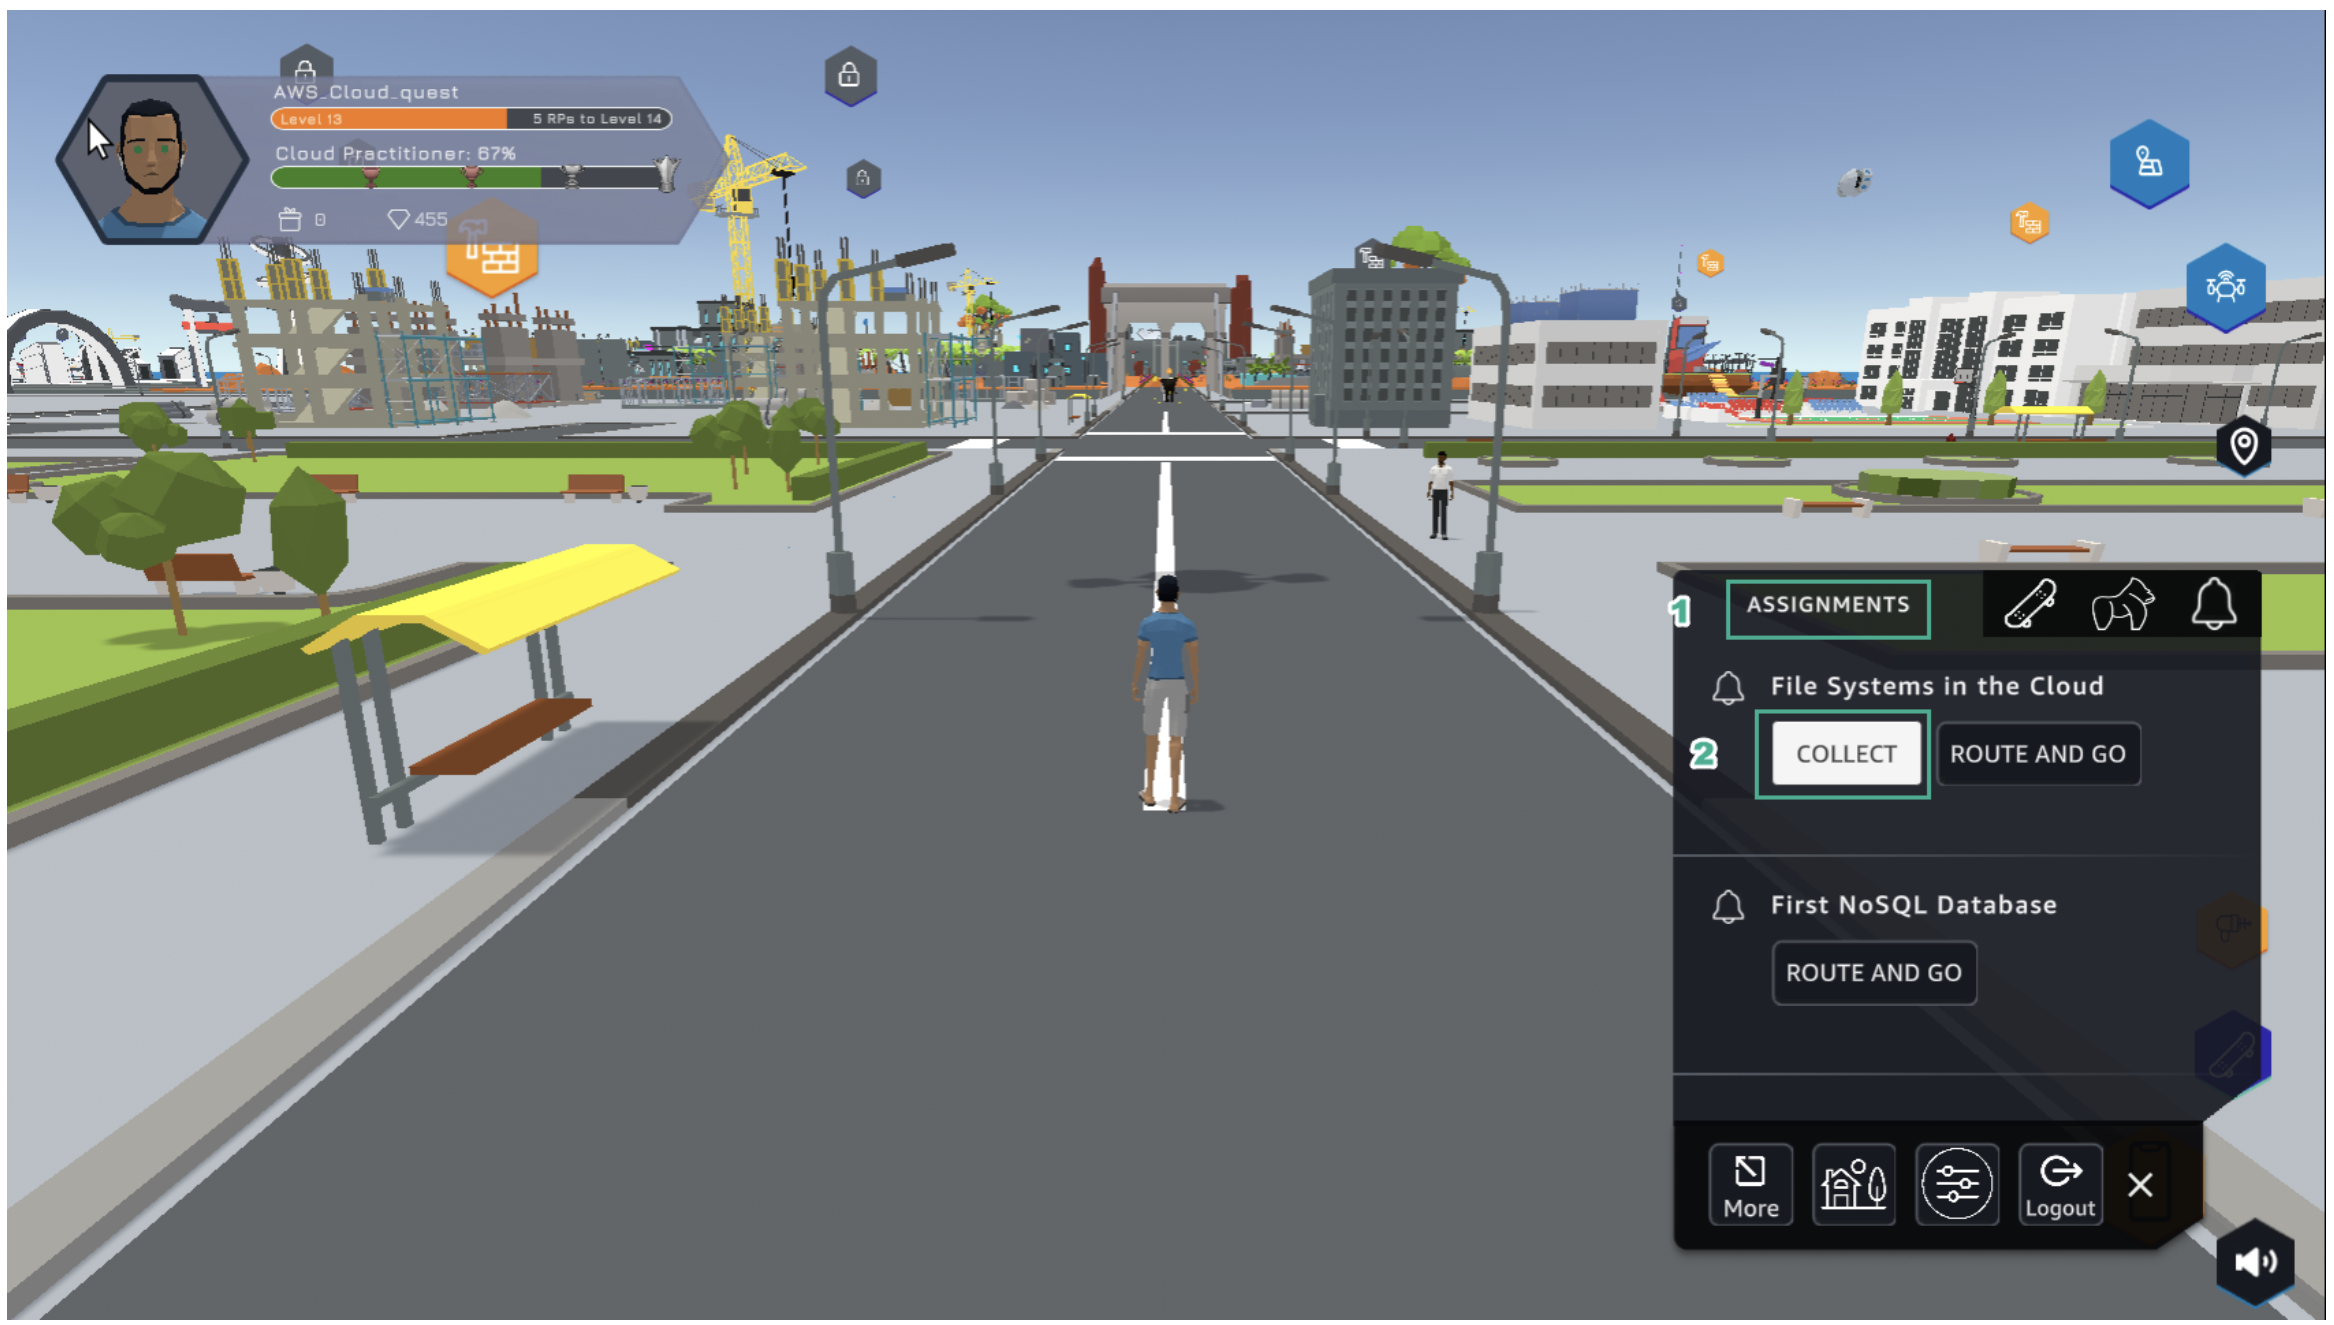 AWS_Cloud_quest
Level 13
5 RPs to Level 14
Cloud Practitioner: 67%
0
455
1
ASSIGNMENTS
File Systems in the Cloud
2
COLLECT
ROUTE AND GO
First NoSQL Database
ROUTE AND GO
More
Logout